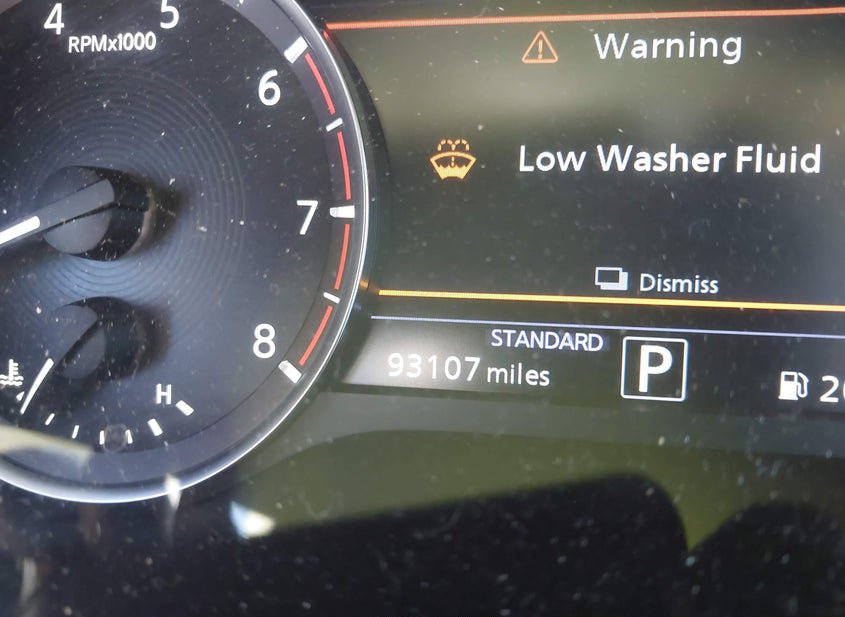 4 5
RPMx1000
6
7
8
H
Warning
Low Washer Fluid
Dismiss
STANDARD
93107 miles
P